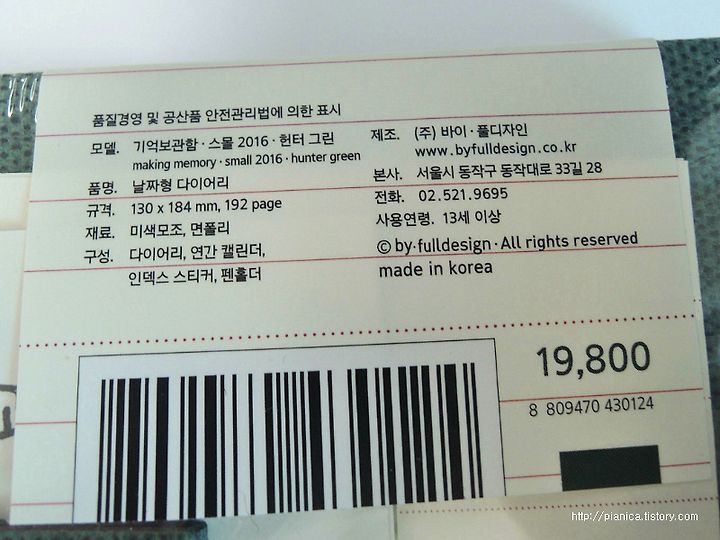 품질경영 및 공산품 안전관리법에 의한 표시
모델. 기억보관함 · 스몰 2016 · 헌터 그린
making memory · small 2016 · hunter green
품명. 날짜형 다이어리
규격. 130 x 184 mm, 192 page
재료. 미색모조, 면폴리
구성. 다이어리, 연간 캘린더,
인덱스 스티커, 펜홀더
제조. (주) 바이 · 풀디자인
www.byfulldesign.co.kr
본사. 서울시 동작구 동작대로 33길 28
전화. 02.521.9695
사용연령. 13세 이상
© by·fulldesign · All rights reserved
made in korea
19,800
8 809470 430124
http://pianica.tistory.com